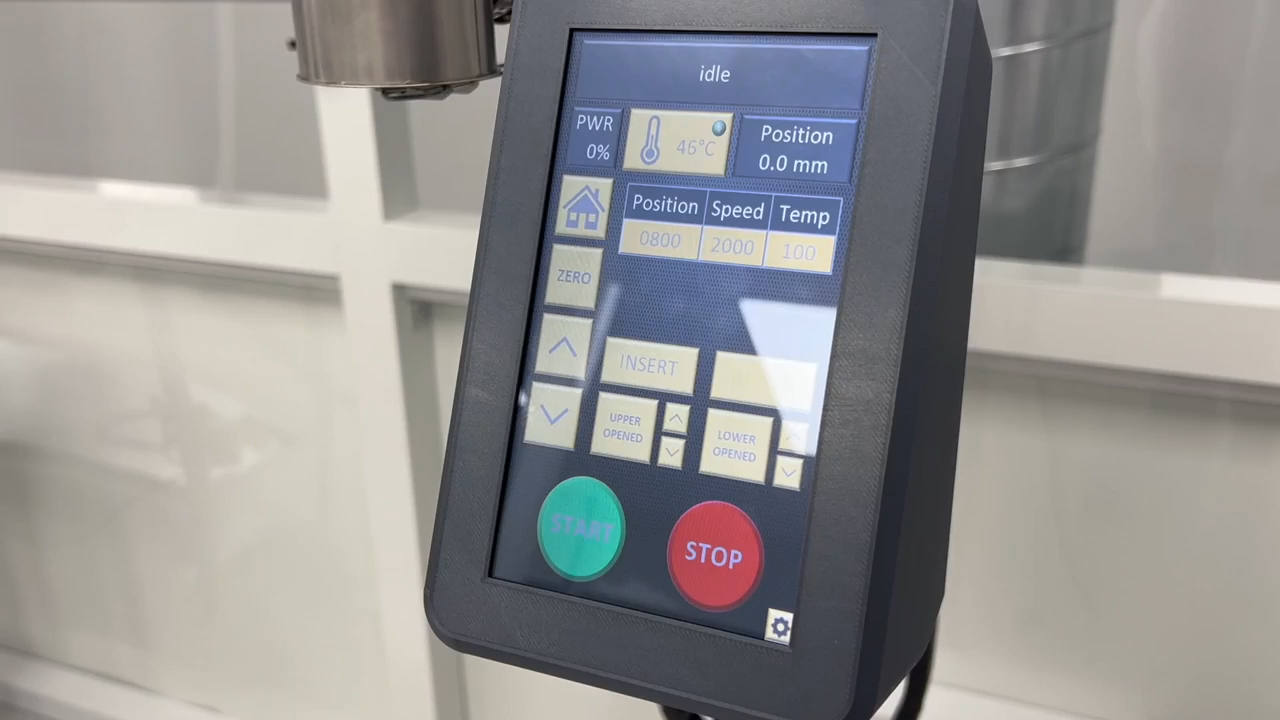 idle
PWR
0%
46°C
Position
0.0 mm
Position Speed Temp
0800 2000 100
ZERO
INSERT
UPPER
OPENED
LOWER
OPENED
START
STOP